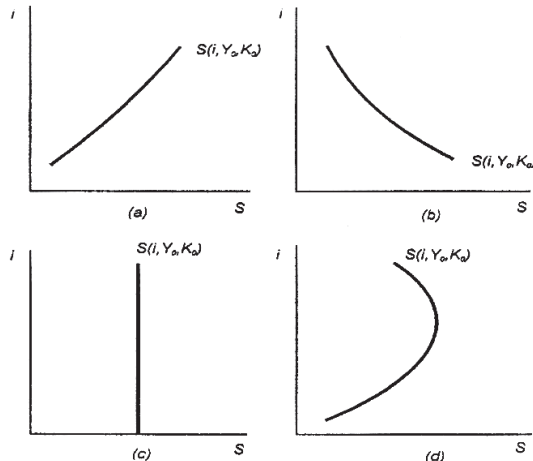 i
S(i, Y₀, K₀)
S
(a)
i
S(i, Y₀, K₀
S
(b)
i
S(i, Y₀, K₀)
S
(c)
i
S(i, Y₀, K₀)
S
(d)